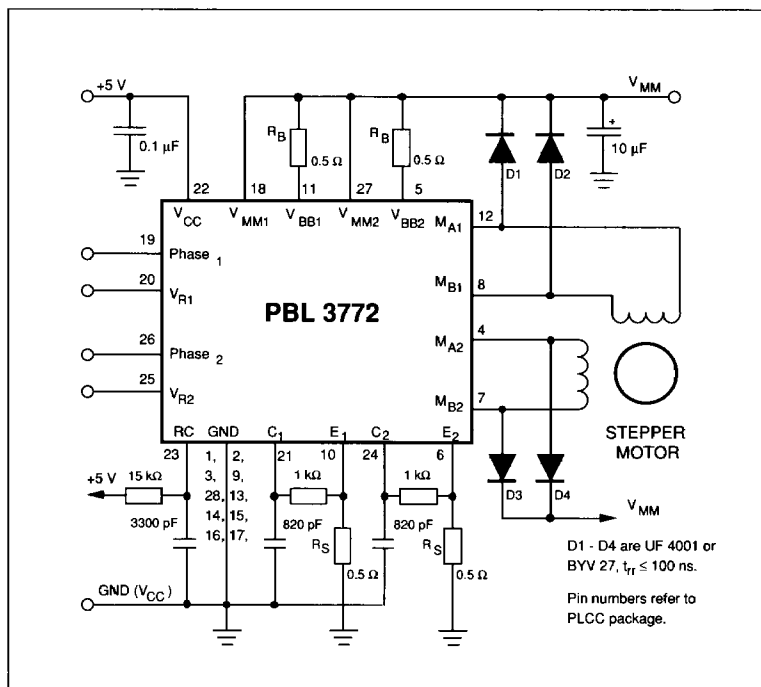 +5 V
V_MM
0.1 µF
R_B
0.5 Ω
R_B
0.5 Ω
D1
D2
+
10 µF
22
18
11
27
5
V_CC
V_MM1
V_BB1
V_MM2
V_BB2
M_A1
12
19
Phase 1
20
V_R1
M_B1
8
PBL 3772
26
Phase 2
M_A2
4
25
V_R2
M_B2
7
STEPPER
MOTOR
RC
GND
C_1
E_1
C_2
E_2
23
1, 2,
3, 9,
28, 13,
14, 15,
16, 17,
21
10
24
6
+5 V
15 kΩ
1 kΩ
1 kΩ
D3
D4
V_MM
3300 pF
820 pF
R_S
0.5 Ω
820 pF
R_S
0.5 Ω
GND (V_CC)
D1 - D4 are UF 4001 or
BYV 27, t_rr ≤ 100 ns.
Pin numbers refer to
PLCC package.